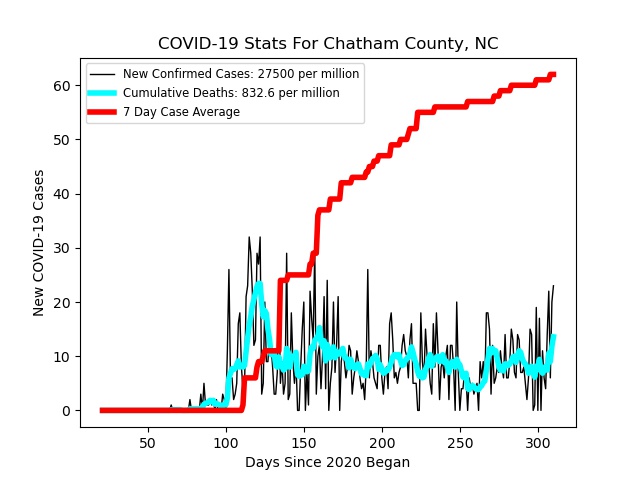 COVID-19 Stats For Chatham County, NC
New Confirmed Cases: 27500 per million
Cumulative Deaths: 832.6 per million
7 Day Case Average
New COVID-19 Cases
60
50
40
30
20
10
0
50 100 150 200 250 300
Days Since 2020 Began